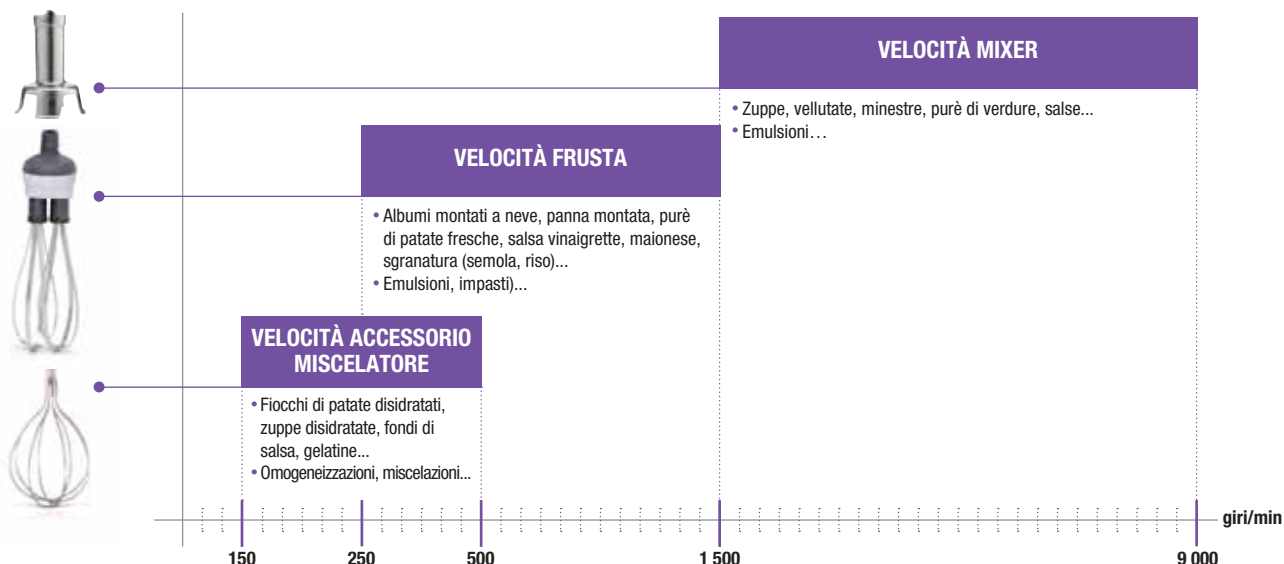 VELOCITÀ MIXER
• Zuppe, vellutate, minestre, purè di verdure, salse...
• Emulsioni…
VELOCITÀ FRUSTA
• Albumi montati a neve, panna montata, purè
di patate fresche, salsa vinaigrette, maionese,
sgranatura (semola, riso)...
• Emulsioni, impasti)...
VELOCITÀ ACCESSORIO
MISCELATORE
• Fiocchi di patate disidratati,
zuppe disidratate, fondi di
salsa, gelatine...
• Omogeneizzazioni, miscelazioni...
giri/min
150 250 500 1 500 9 000